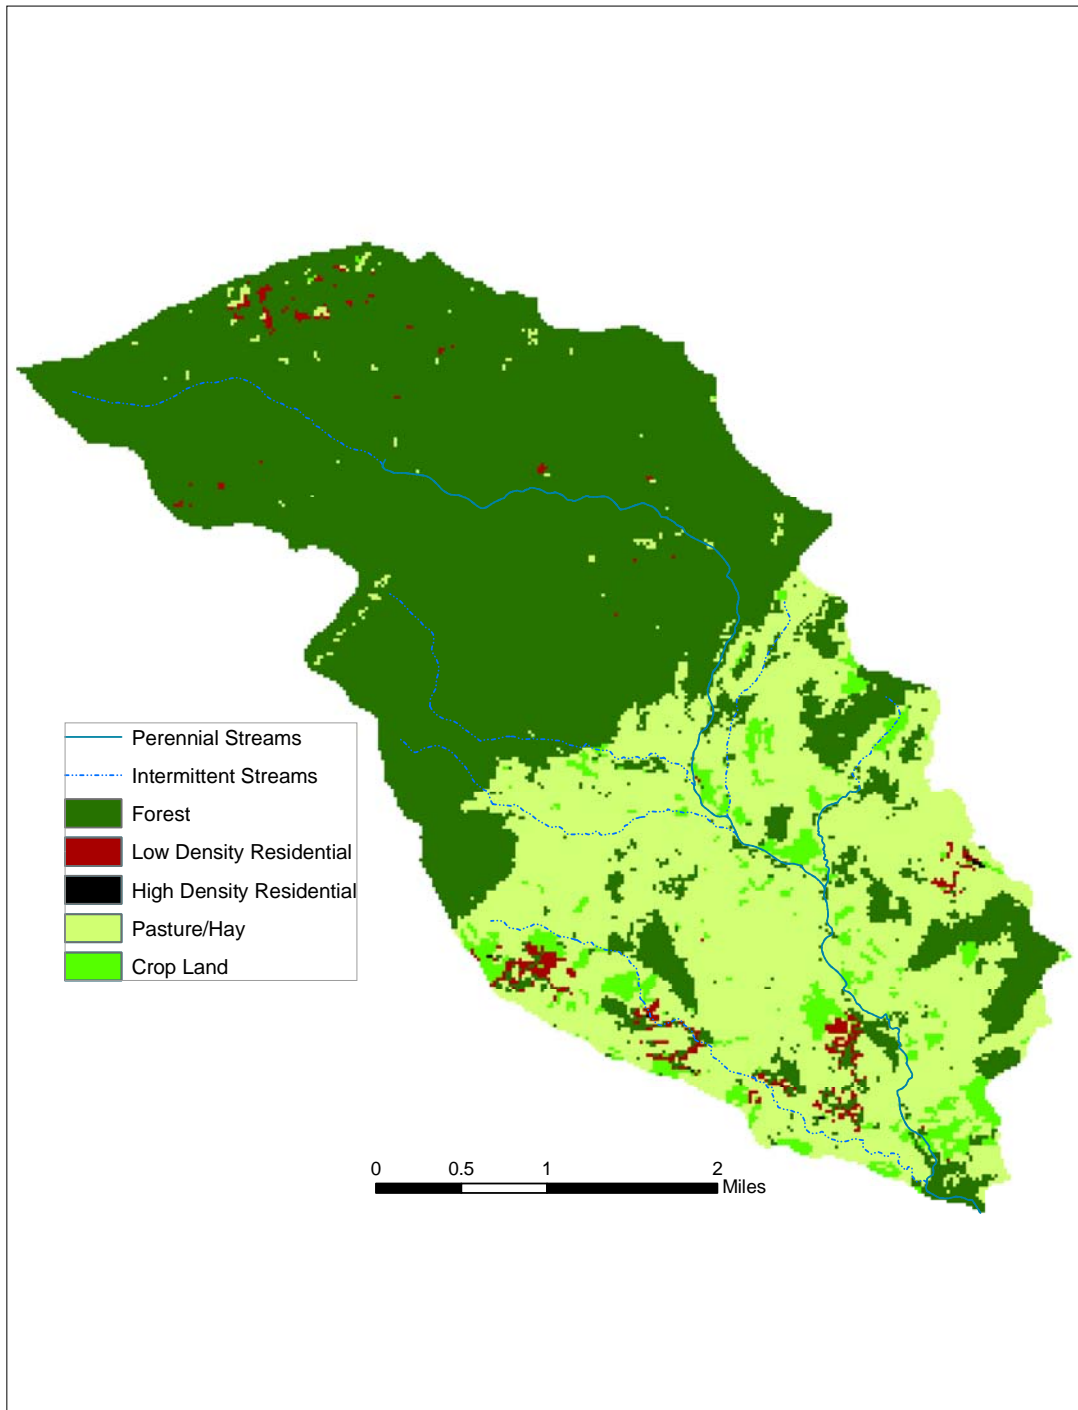 Perennial Streams
Intermittent Streams
Forest
Low Density Residential
High Density Residential
Pasture/Hay
Crop Land
0 0.5 1 2
Miles